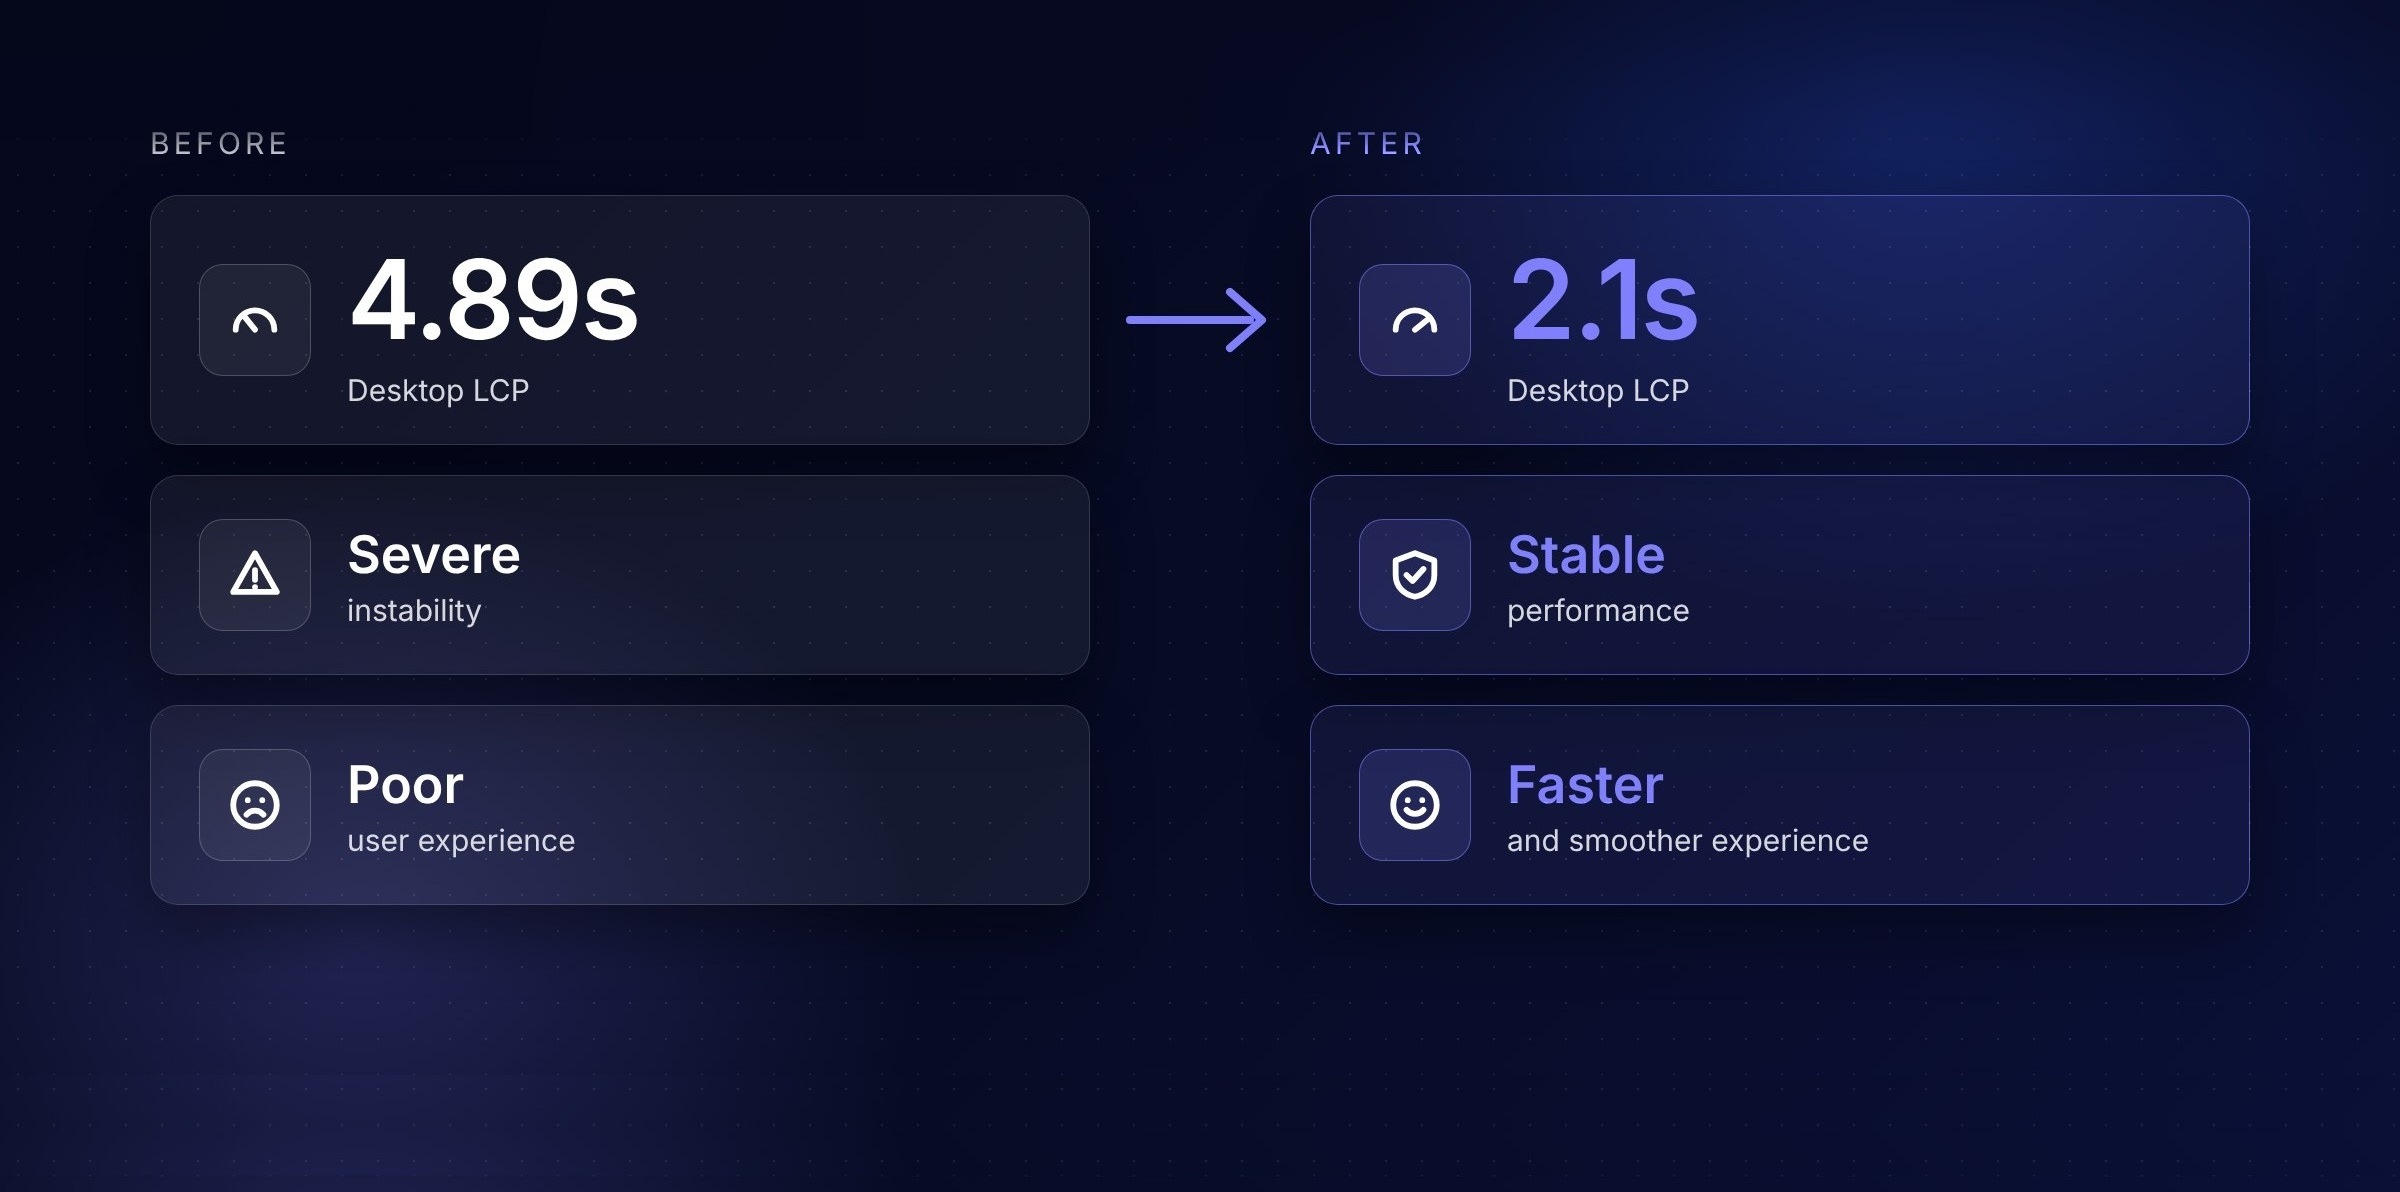 BEFORE
4.89s
Desktop LCP
Severe
instability
Poor
user experience
AFTER
2.1s
Desktop LCP
Stable
performance
Faster
and smoother experience